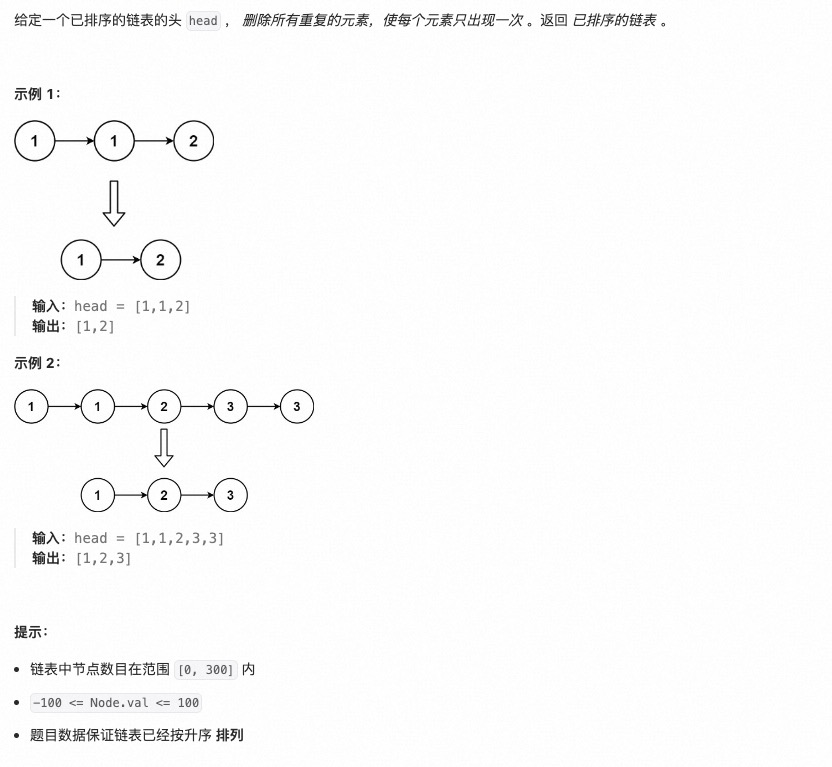 给定一个已排序的链表的头 head ， 删除所有重复的元素，使每个元素只出现一次 。返回 已排序的链表 。
示例 1：
1 1 2
1 2
输入：head = [1,1,2]
输出：[1,2]
示例 2：
1 1 2 3 3
1 2 3
输入：head = [1,1,2,3,3]
输出：[1,2,3]
提示：
• 链表中节点数目在范围 [0, 300] 内
• -100 <= Node.val <= 100
• 题目数据保证链表已经按升序 排列